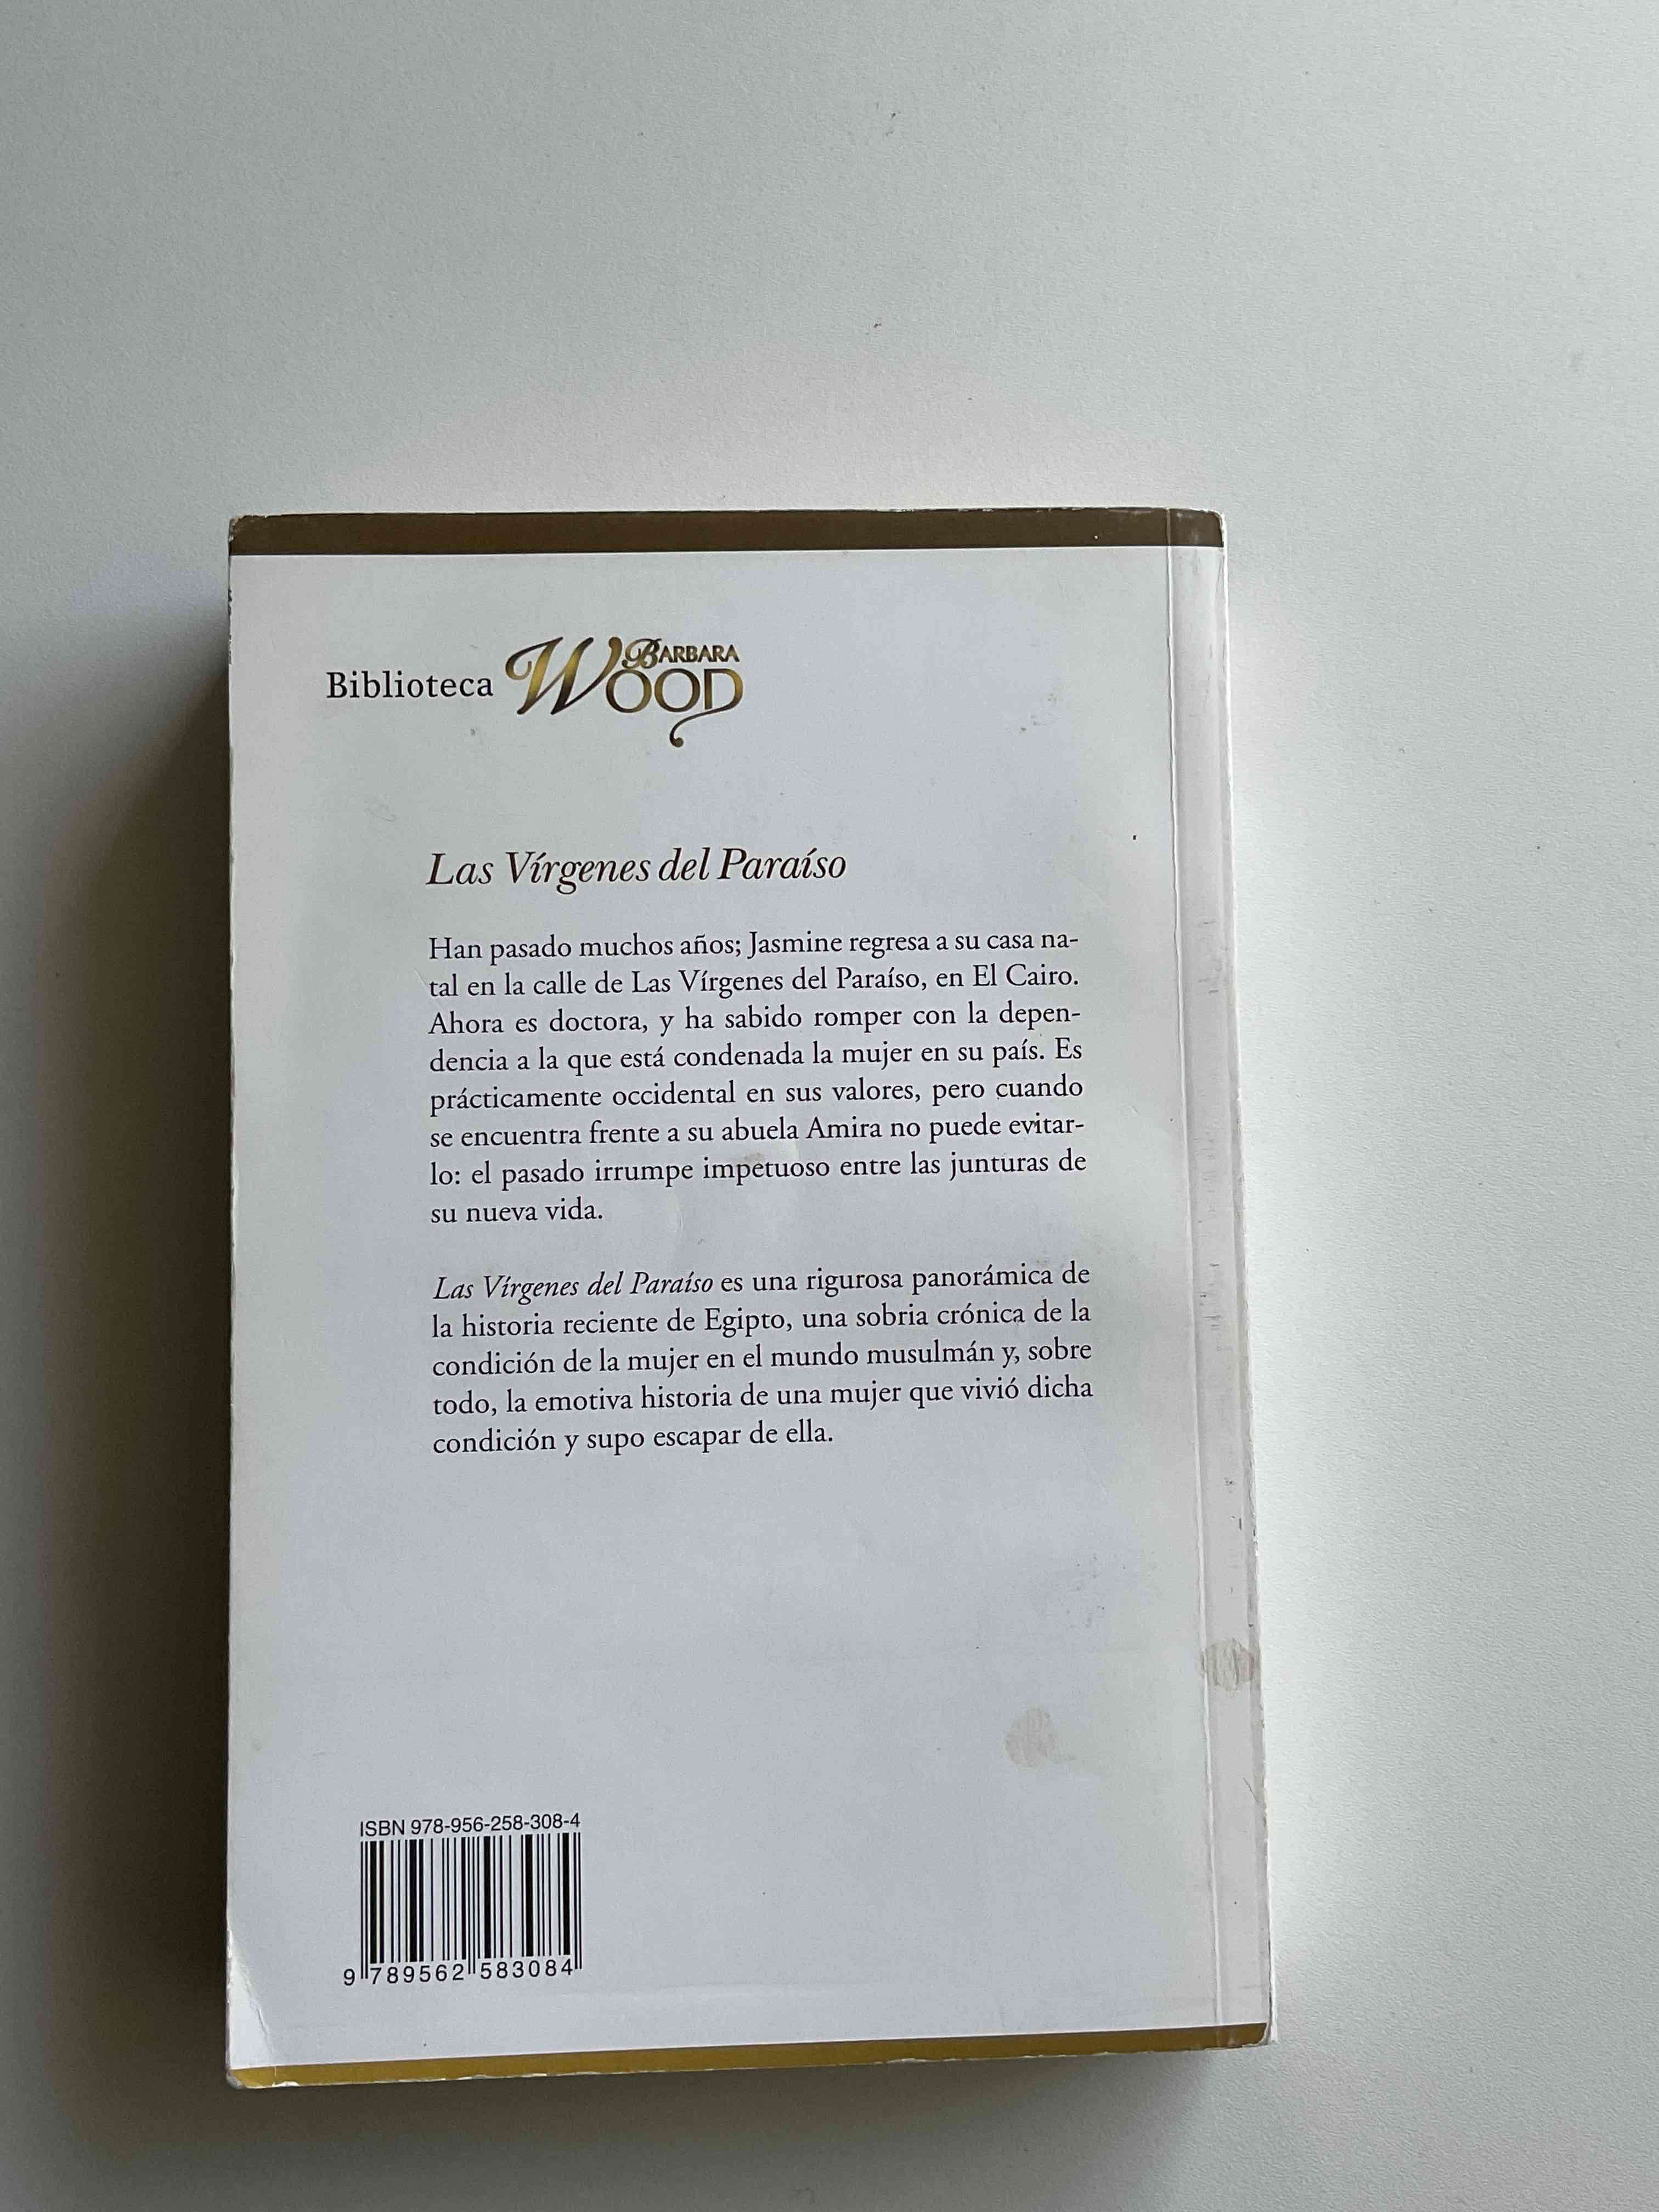 Biblioteca BARBARA WOOD
Las Vírgenes del Paraíso
Han pasado muchos años; Jasmine regresa a su casa na-
tal en la calle de Las Vírgenes del Paraíso, en El Cairo.
Ahora es doctora, y ha sabido romper con la depen-
dencia a la que está condenada la mujer en su país. Es
prácticamente occidental en sus valores, pero cuando
se encuentra frente a su abuela Amira no puede evitar-
lo: el pasado irrumpe impetuoso entre las junturas de
su nueva vida.
Las Vírgenes del Paraíso es una rigurosa panorámica de
la historia reciente de Egipto, una sobria crónica de la
condición de la mujer en el mundo musulmán y, sobre
todo, la emotiva historia de una mujer que vivió dicha
condición y supo escapar de ella.
ISBN 978-956-258-308-4
9 789562 583084